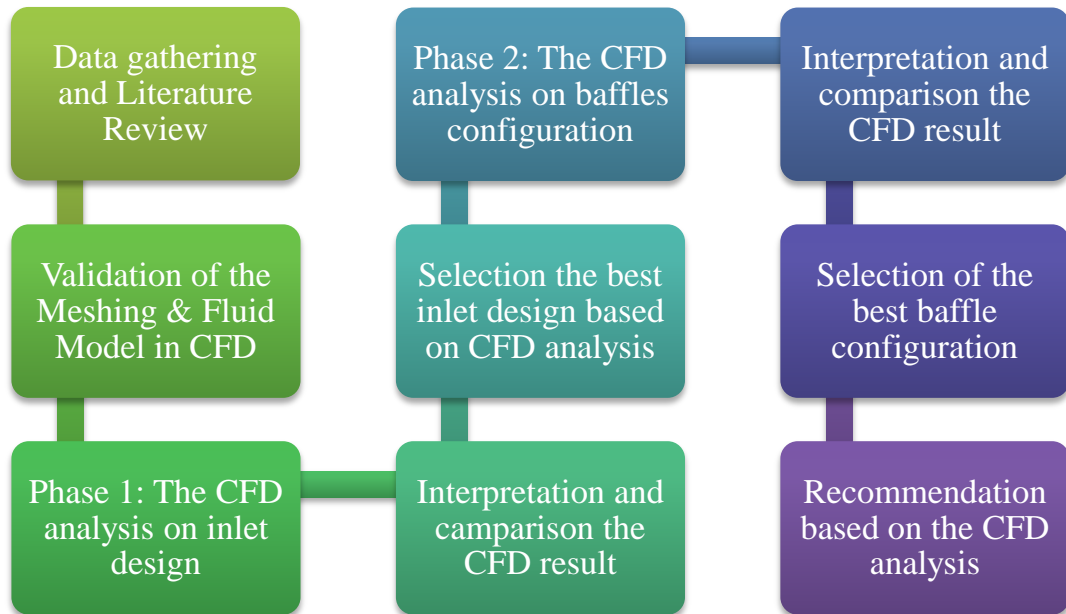 Data gathering
and Literature
Review
Validation of the
Meshing & Fluid
Model in CFD
Phase 1: The CFD
analysis on inlet
design
Interpretation and
camparison the
CFD result
Selection the best
inlet design based
on CFD analysis
Phase 2: The CFD
analysis on baffles
configuration
Interpretation and
comparison the
CFD result
Selection of the
best baffle
configuration
Recommendation
based on the CFD
analysis